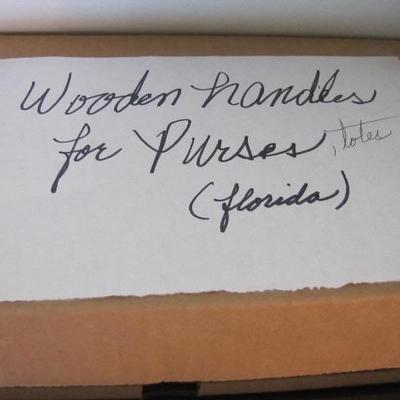 Wooden handles
for Purses, totes
(florida)